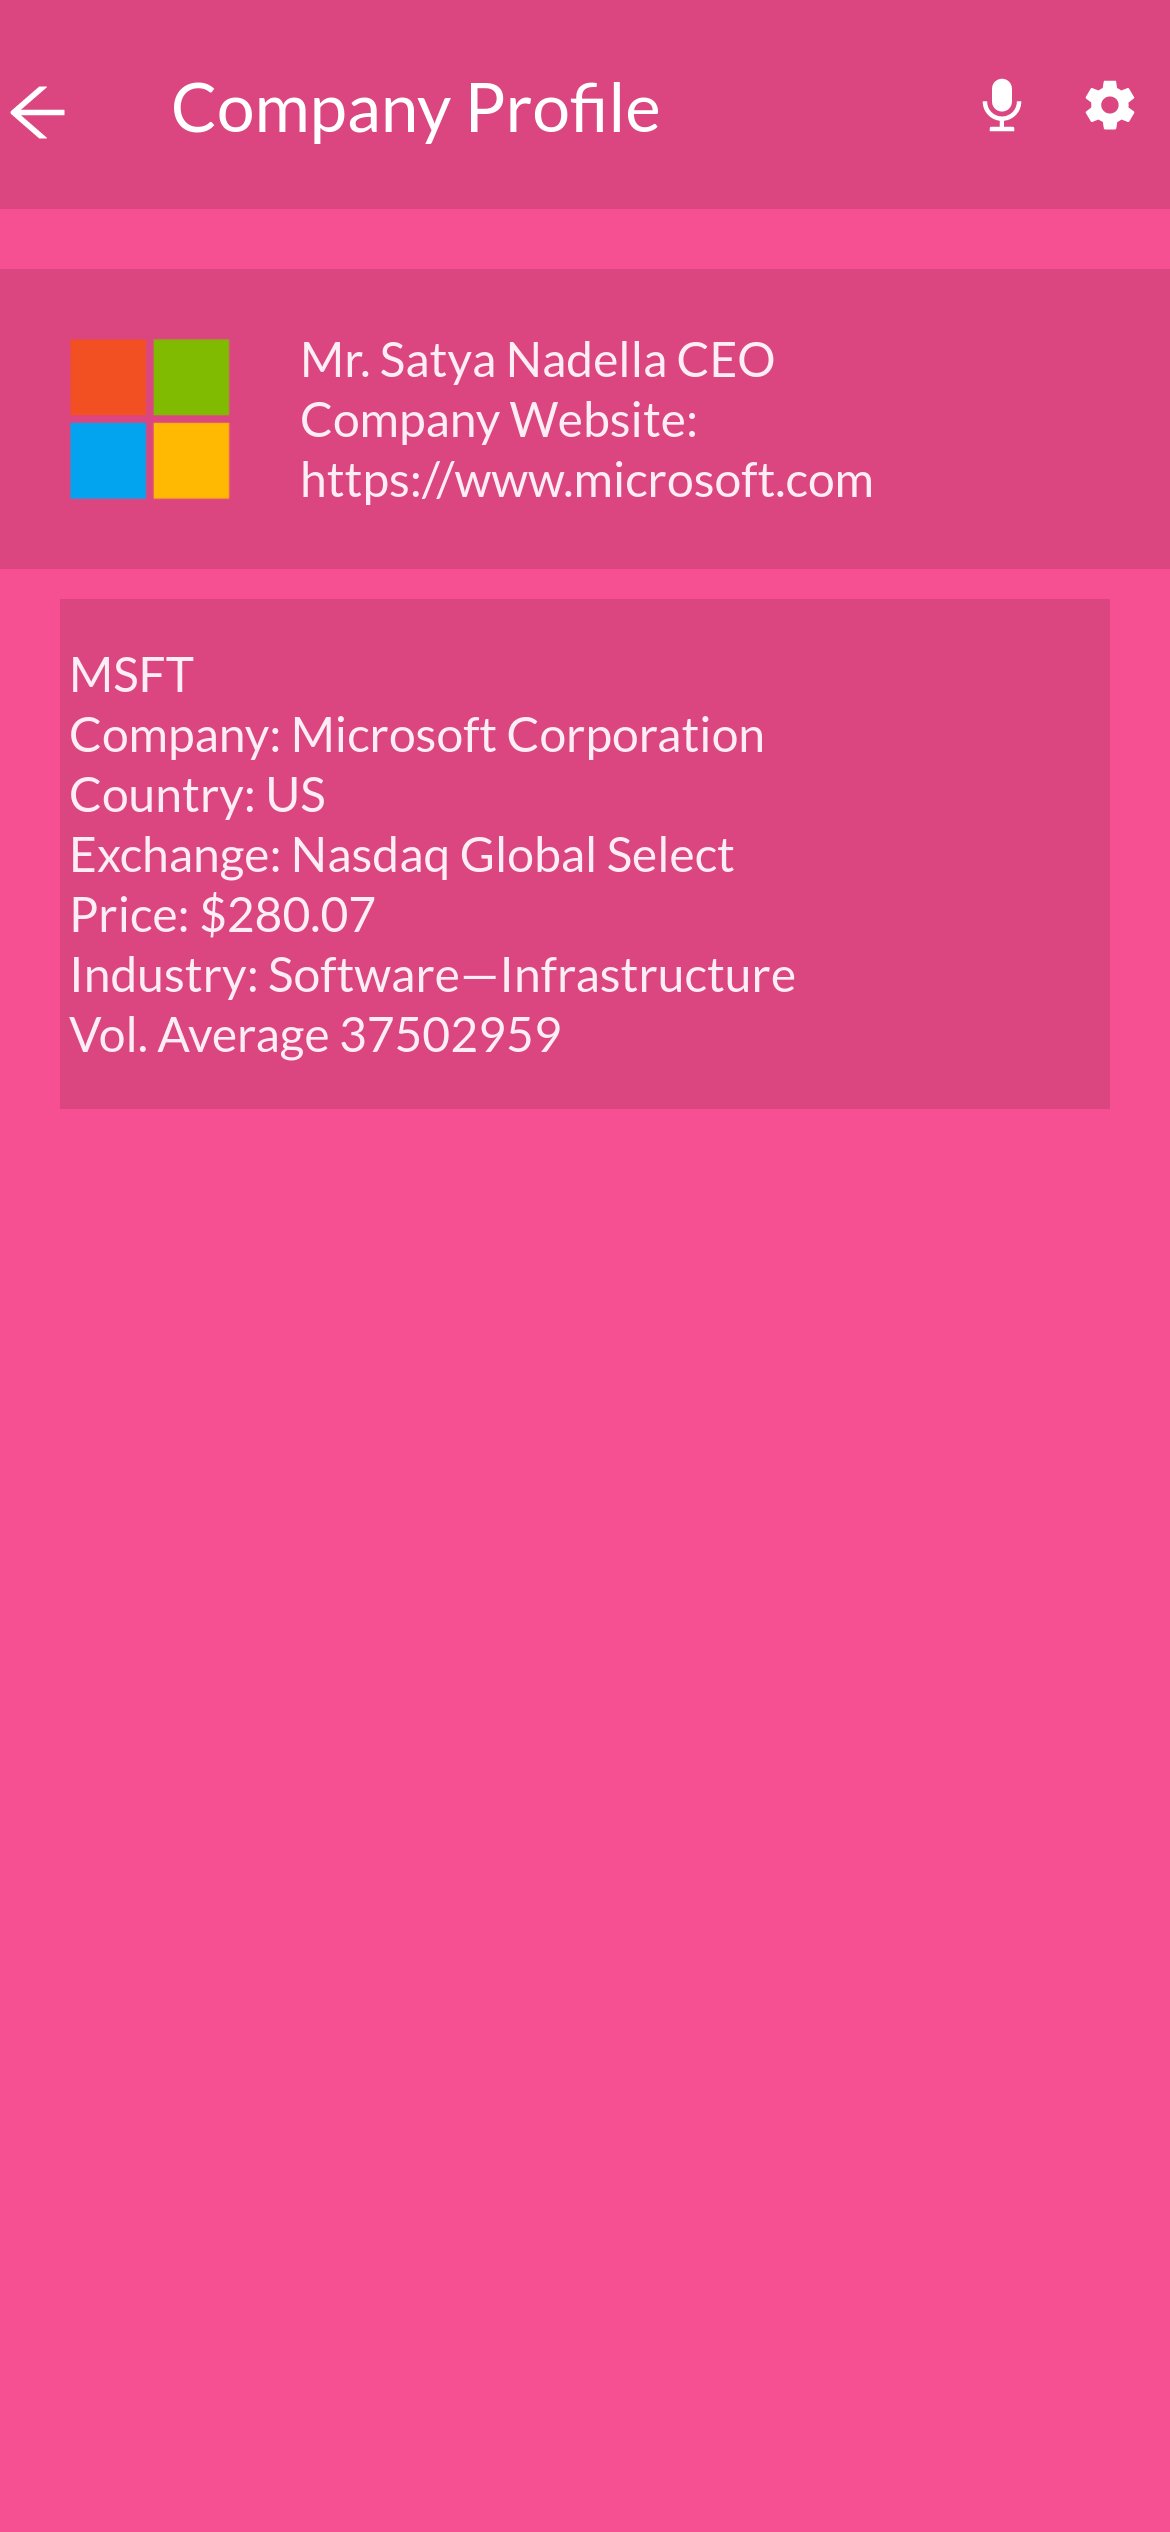 Company Profile
Mr. Satya Nadella CEO
Company Website:
https://www.microsoft.com
MSFT
Company: Microsoft Corporation
Country: US
Exchange: Nasdaq Global Select
Price: $280.07
Industry: Software—Infrastructure
Vol. Average 37502959